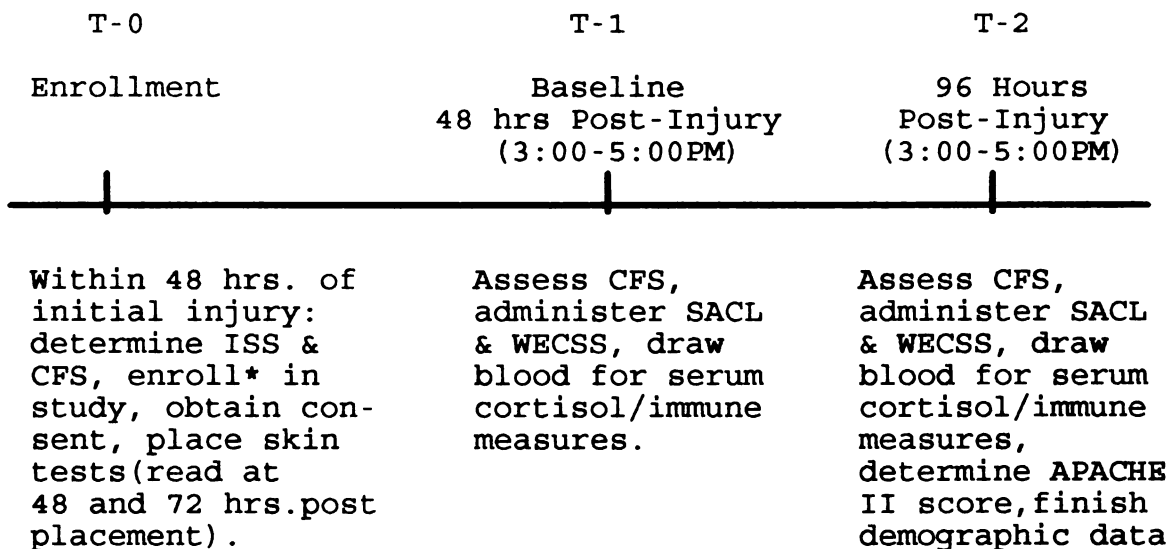 T-0 T-1 T-2
Enrollment Baseline 96 Hours
48 hrs Post-Injury Post-Injury
(3:00-5:00PM) (3:00-5:00PM)
Within 48 hrs. of
initial injury:
determine ISS &
CFS, enroll* in
study, obtain con-
sent, place skin
tests(read at
48 and 72 hrs.post
placement).
Assess CFS,
administer SACL
& WECSS, draw
blood for serum
cortisol/immune
measures.
Assess CFS,
administer SACL
& WECSS, draw
blood for serum
cortisol/immune
measures,
determine APACHE
II score,finish
demographic data